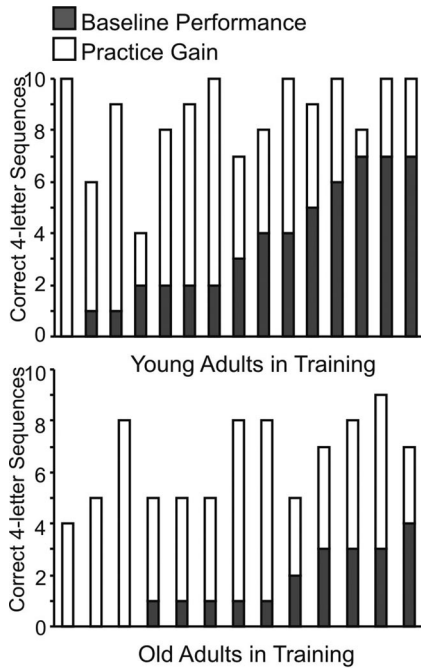 Baseline Performance
Practice Gain
Correct 4-letter Sequences
10
8
6
4
2
0
Young Adults in Training
Correct 4-letter Sequences
10
8
6
4
2
0
Old Adults in Training